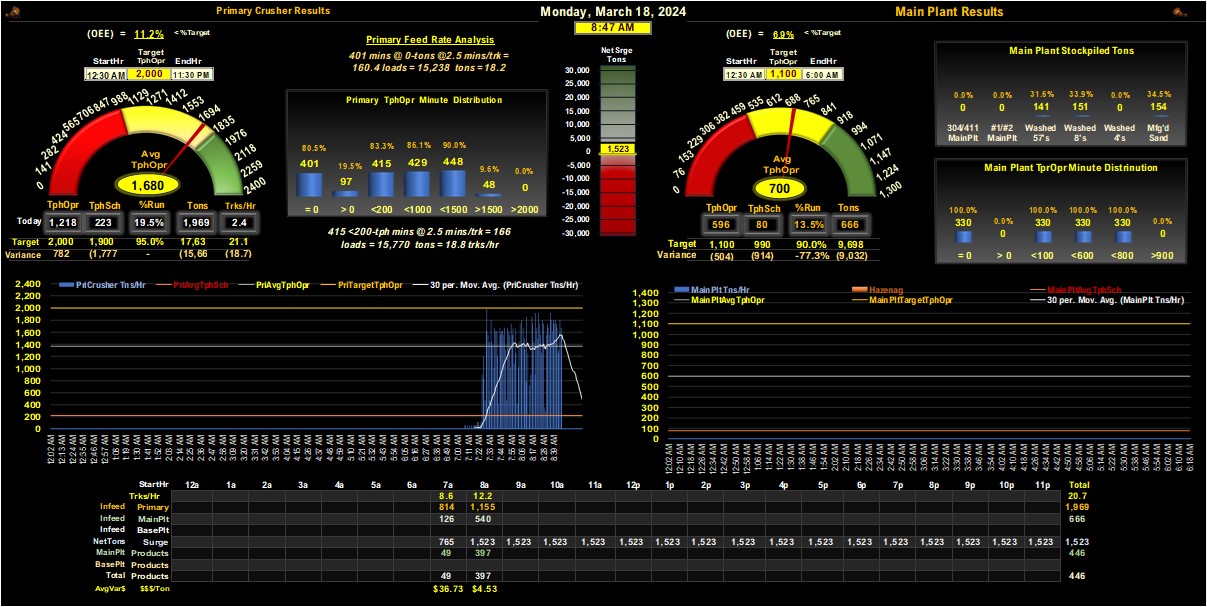 Primary Crusher Results
Monday, March 18, 2024
Main Plant Results
8:47 AM
(OEE) = 11.2% < %Target
StartHr Target TphOpr EndHr
12:30 AM 2,000 11:30 PM
0 141 282 424 565 706 847 988 1129 1271 1412 1553 1694 1835 1976 2118 2259 2400
Avg
TphOpr
1,680
TphOpr TphSch %Run Tons Trks/Hr
Today 1,218 223 19.5% 1,969 2.4
Target 2,000 1,900 95.0% 17,63 21.1
Variance 782 (1,777 - (15,66 (18.7)
Primary Feed Rate Analysis
401 mins @ 0-tons @2.5 mins/trk =
160.4 loads = 15,238 tons = 18.2
Primary TphOpr Minute Distribution
80.5% 19.5% 83.3% 86.1% 90.0% 9.6% 0.0%
401 97 415 429 448 48 0
= 0 > 0 <200 <1000 <1500 >1500 >2000
415 <200-tph mins @ 2.5 mins/trk = 166
loads = 15,770 tons = 18.8 trks/hr
Net Srge
Tons
30,000
25,000
20,000
15,000
10,000
5,000
1,523
0
-5,000
-10,000
-15,000
-20,000
-25,000
-30,000
(OEE) = 6.9% < %Target
StartHr Target TphOpr EndHr
12:30 AM 1,100 6:00 AM
0 76 153 229 306 382 459 535 612 688 765 841 918 994 1,071 1,147 1,224 1,300
Avg
TphOpr
700
TphOpr TphSch %Run Tons
596 80 13.5% 666
Target 1,100 990 90.0% 9,698
Variance (504) (914) -77.3% (9,032)
Main Plant Stockpiled Tons
0.0% 0.0% 31.6% 33.9% 0.0% 34.5%
0 0 141 151 0 154
304/411 #1/#2 Washed Washed Washed Mfg'd
MainPlt MainPlt 57's 8's 4's Sand
Main Plant TprOpr Minute Distrinution
100.0% 0.0% 100.0% 100.0% 100.0% 0.0%
330 0 330 330 330 0
= 0 > 0 <100 <600 <800 >900
PriCrusher Tns/Hr PriAvgTphSch PriAvgTphOpr PriTargetTphOpr 30 per. Mov. Avg. (PriCrusher Tns/Hr)
2,400
2,200
2,000
1,800
1,600
1,400
1,200
1,000
800
600
400
200
0
12:02 AM 12:13 AM 12:24 AM 12:35 AM 12:46 AM 12:57 AM 1:08 AM 1:19 AM 1:30 AM 1:41 AM 1:52 AM 2:03 AM 2:14 AM 2:25 AM 2:36 AM 2:47 AM 2:58 AM 3:09 AM 3:20 AM 3:31 AM 3:42 AM 3:53 AM 4:04 AM 4:15 AM 4:26 AM 4:37 AM 4:48 AM 4:59 AM 5:10 AM 5:21 AM 5:32 AM 5:43 AM 5:54 AM 6:05 AM 6:16 AM 6:27 AM 6:38 AM 6:49 AM 7:00 AM 7:11 AM 7:22 AM 7:33 AM 7:44 AM 7:55 AM 8:06 AM 8:17 AM 8:28 AM 8:39 AM
MainPlt Tns/Hr Hazenag MainPltAvgTphSch
MainPltAvgTphOpr MainPltTargetTphOpr 30 per. Mov. Avg. (MainPlt Tns/Hr)
1,400
1,300
1,200
1,100
1,000
900
800
700
600
500
400
300
200
100
0
12:02 AM 12:10 AM 12:18 AM 12:26 AM 12:34 AM 12:42 AM 12:50 AM 12:58 AM 1:06 AM 1:14 AM 1:22 AM 1:30 AM 1:38 AM 1:46 AM 1:54 AM 2:02 AM 2:10 AM 2:18 AM 2:26 AM 2:34 AM 2:42 AM 2:50 AM 2:58 AM 3:06 AM 3:14 AM 3:22 AM 3:30 AM 3:38 AM 3:46 AM 3:54 AM 4:02 AM 4:10 AM 4:18 AM 4:26 AM 4:34 AM 4:42 AM 4:50 AM 4:58 AM 5:06 AM 5:14 AM 5:22 AM 5:30 AM 5:38 AM 5:46 AM 5:54 AM 6:02 AM 6:10 AM 6:18 AM
StartHr 12a 1a 2a 3a 4a 5a 6a 7a 8a 9a 10a 11a 12p 1p 2p 3p 4p 5p 6p 7p 8p 9p 10p 11p Total
Trks/Hr 8.6 12.2 20.7
Infeed Primary 814 1,155 1,969
Infeed MainPlt 126 540 666
Infeed BasePlt
NetTons Surge 765 1,523 1,523 1,523 1,523 1,523 1,523 1,523 1,523 1,523 1,523 1,523 1,523 1,523 1,523 1,523 1,523 1,523
MainPlt Products 49 397 446
BasePlt Products
Total Products 49 397 446
AvgVar$ $$$/Ton $36.73 $4.53